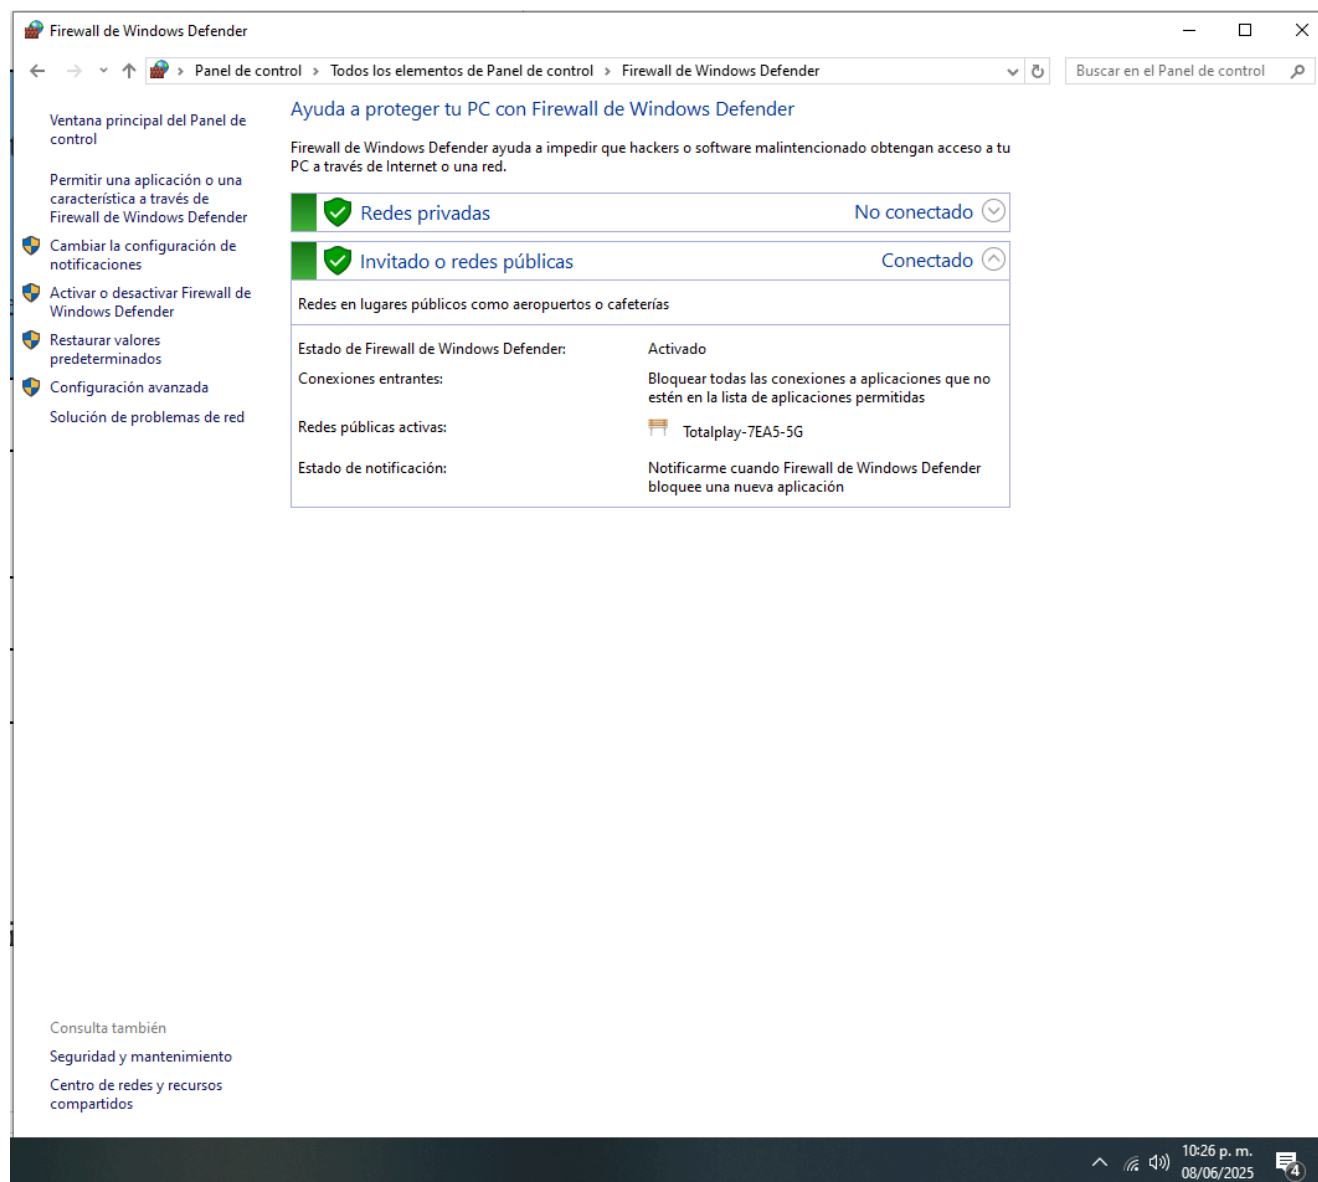 Firewall de Windows Defender
Panel de control > Todos los elementos de Panel de control > Firewall de Windows Defender
Buscar en el Panel de control
Ventana principal del Panel de
control
Permitir una aplicación o una
característica a través de
Firewall de Windows Defender
Cambiar la configuración de
notificaciones
Activar o desactivar Firewall de
Windows Defender
Restaurar valores
predeterminados
Configuración avanzada
Solución de problemas de red
Ayuda a proteger tu PC con Firewall de Windows Defender
Firewall de Windows Defender ayuda a impedir que hackers o software malintencionado obtengan acceso a tu
PC a través de Internet o una red.
Redes privadas No conectado
Invitado o redes públicas Conectado
Redes en lugares públicos como aeropuertos o cafeterías
Estado de Firewall de Windows Defender: Activado
Conexiones entrantes: Bloquear todas las conexiones a aplicaciones que no
estén en la lista de aplicaciones permitidas
Redes públicas activas: Totalplay-7EA5-5G
Estado de notificación: Notificarme cuando Firewall de Windows Defender
bloquee una nueva aplicación
Consulta también
Seguridad y mantenimiento
Centro de redes y recursos
compartidos
10:26 p. m.
08/06/2025
4